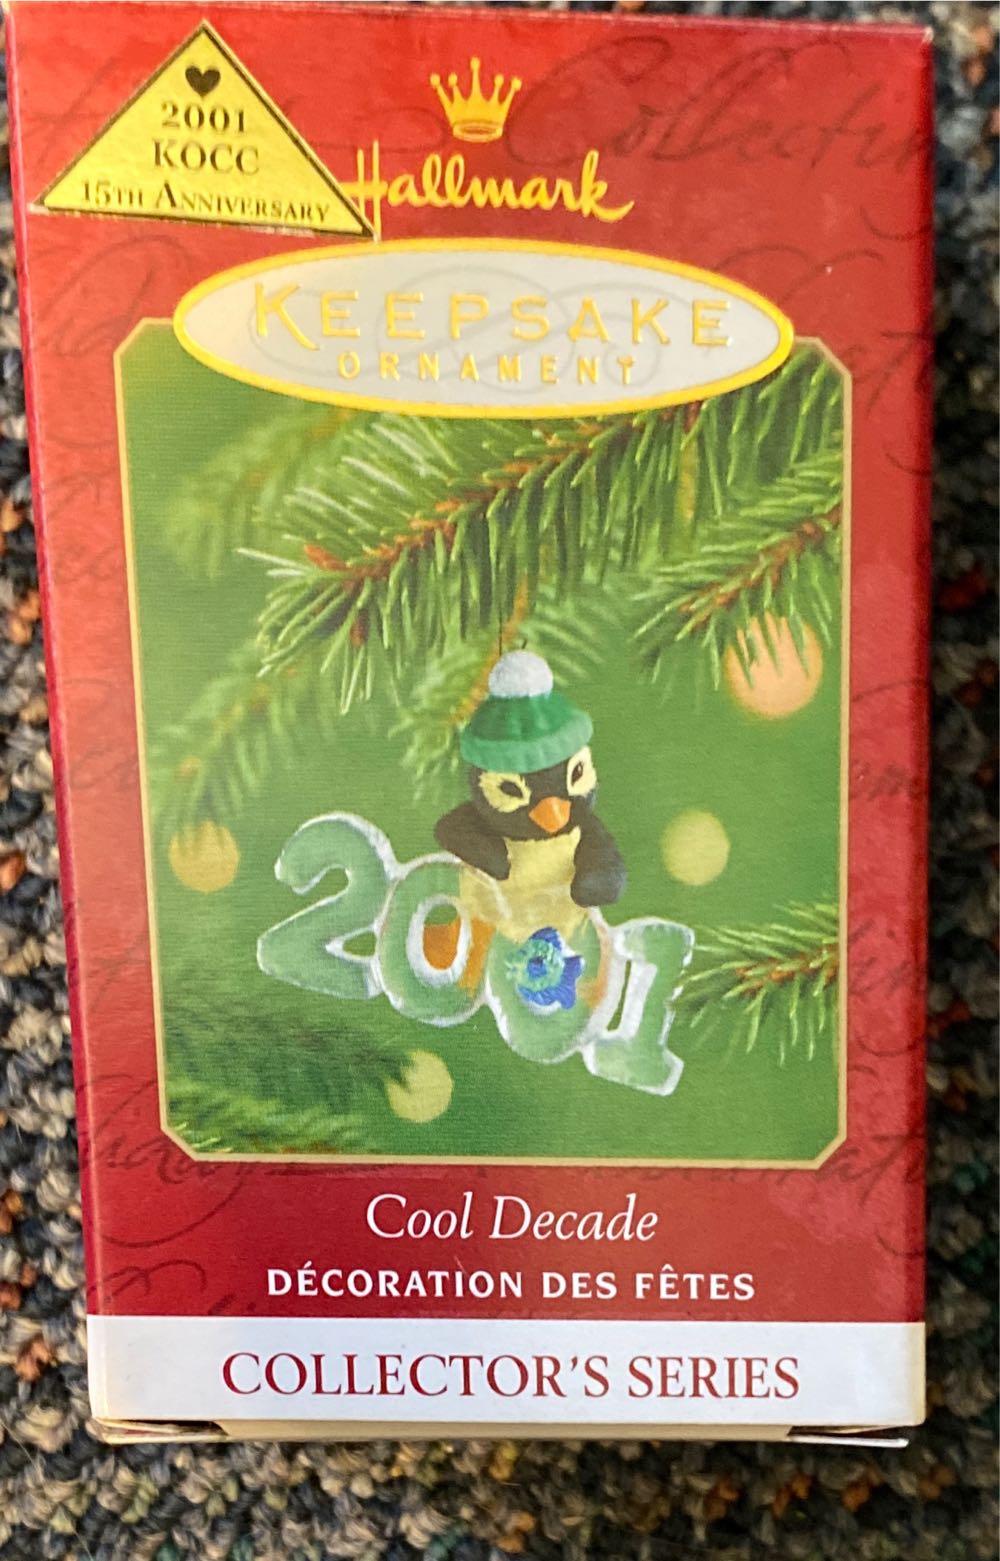 2001
KOCC
15TH ANNIVERSARY
Hallmark
KEEPSAKE
ORNAMENT
2001
Cool Decade
DÉCORATION DES FÊTES
COLLECTOR'S SERIES